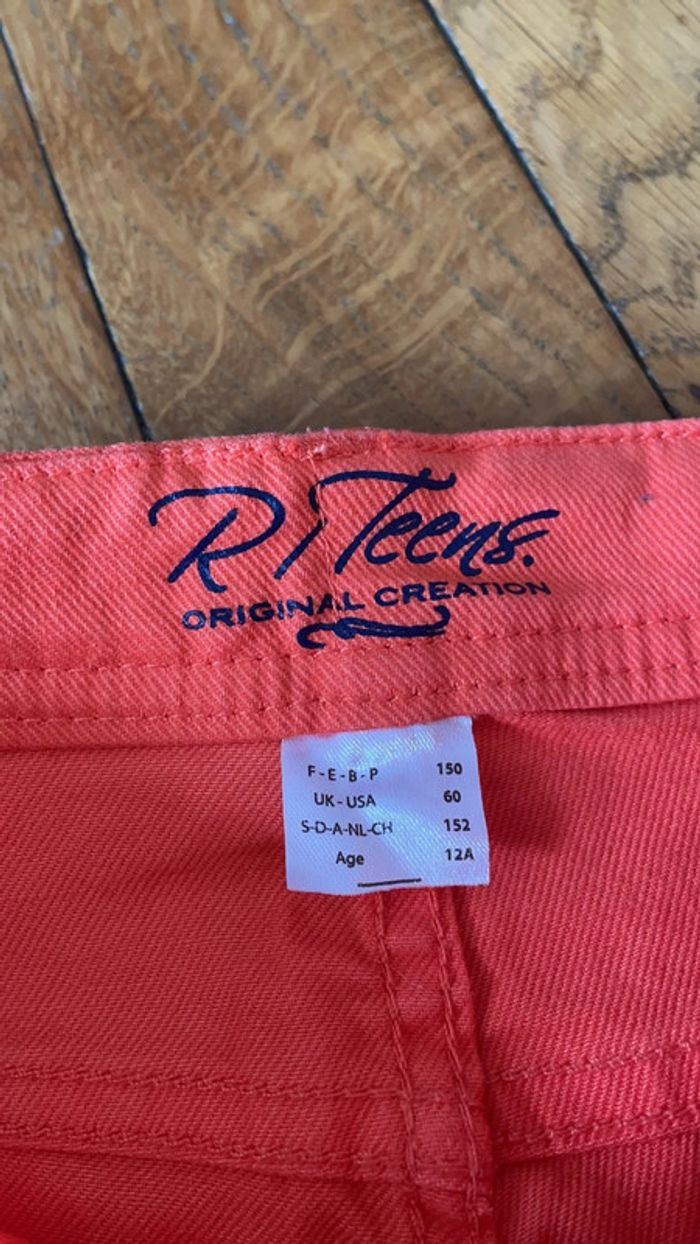 R / Teens.
ORIGINAL CREATION
F-E-B-P 150
UK-USA 60
S-D-A-NL-CH 152
Age 12A